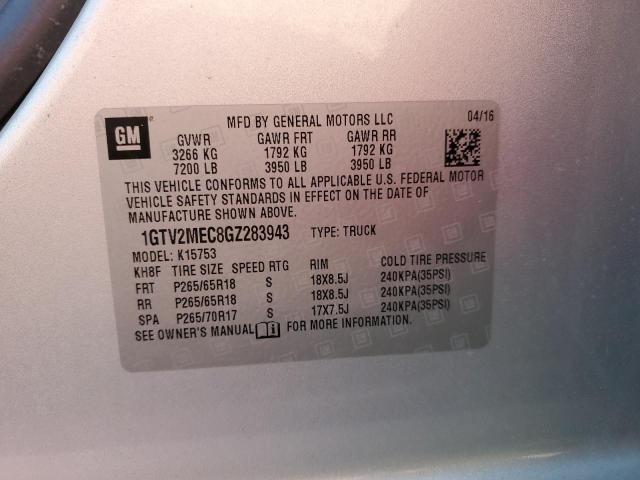 GM
MFD BY GENERAL MOTORS LLC 04/16
GVWR GAWR FRT GAWR RR
3266 KG 1792 KG 1792 KG
7200 LB 3950 LB 3950 LB
THIS VEHICLE CONFORMS TO ALL APPLICABLE U.S. FEDERAL MOTOR
VEHICLE SAFETY STANDARDS IN EFFECT ON THE DATE OF
MANUFACTURE SHOWN ABOVE.
1GTV2MEC8GZ283943 TYPE: TRUCK
MODEL: K15753
KH8F TIRE SIZE SPEED RTG RIM COLD TIRE PRESSURE
FRT P265/65R18 S 18X8.5J 240KPA(35PSI)
RR P265/65R18 S 18X8.5J 240KPA(35PSI)
SPA P265/70R17 S 17X7.5J 240KPA(35PSI)
SEE OWNER'S MANUAL FOR MORE INFORMATION.